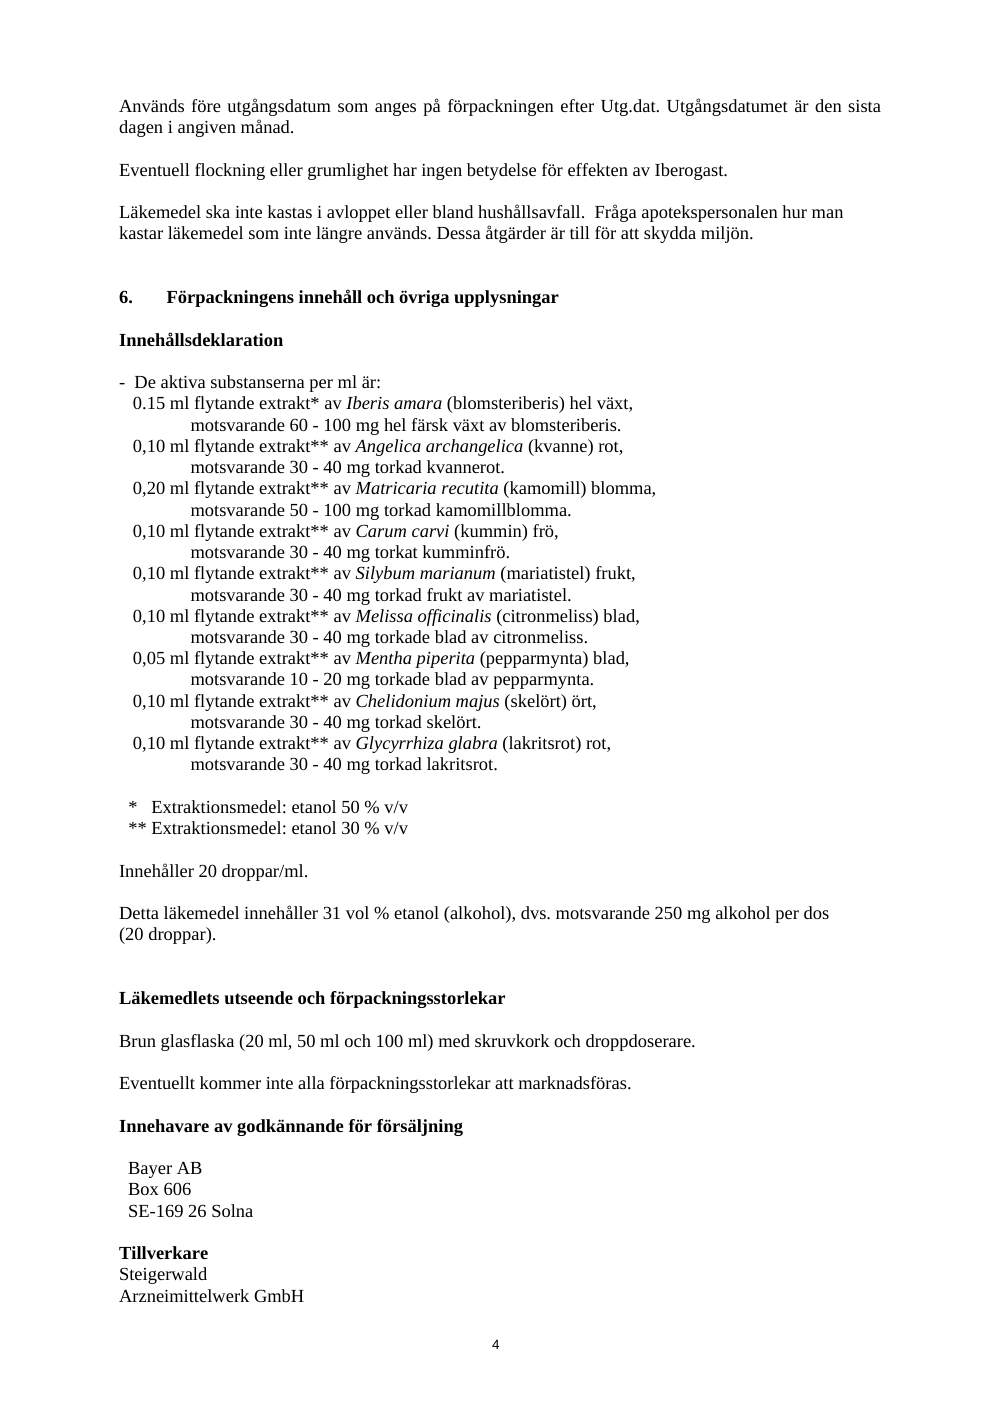 Används före utgångsdatum som anges på förpackningen efter Utg.dat. Utgångsdatumet är den sista
dagen i angiven månad.
Eventuell flockning eller grumlighet har ingen betydelse för effekten av Iberogast.
Läkemedel ska inte kastas i avloppet eller bland hushållsavfall.  Fråga apotekspersonalen hur man
kastar läkemedel som inte längre används. Dessa åtgärder är till för att skydda miljön.
6. Förpackningens innehåll och övriga upplysningar
Innehållsdeklaration
- De aktiva substanserna per ml är:
0.15 ml flytande extrakt* av Iberis amara (blomsteriberis) hel växt,
motsvarande 60 - 100 mg hel färsk växt av blomsteriberis.
0,10 ml flytande extrakt** av Angelica archangelica (kvanne) rot,
motsvarande 30 - 40 mg torkad kvannerot.
0,20 ml flytande extrakt** av Matricaria recutita (kamomill) blomma,
motsvarande 50 - 100 mg torkad kamomillblomma.
0,10 ml flytande extrakt** av Carum carvi (kummin) frö,
motsvarande 30 - 40 mg torkat kumminfrö.
0,10 ml flytande extrakt** av Silybum marianum (mariatistel) frukt,
motsvarande 30 - 40 mg torkad frukt av mariatistel.
0,10 ml flytande extrakt** av Melissa officinalis (citronmeliss) blad,
motsvarande 30 - 40 mg torkade blad av citronmeliss.
0,05 ml flytande extrakt** av Mentha piperita (pepparmynta) blad,
motsvarande 10 - 20 mg torkade blad av pepparmynta.
0,10 ml flytande extrakt** av Chelidonium majus (skelört) ört,
motsvarande 30 - 40 mg torkad skelört.
0,10 ml flytande extrakt** av Glycyrrhiza glabra (lakritsrot) rot,
motsvarande 30 - 40 mg torkad lakritsrot.
* Extraktionsmedel: etanol 50 % v/v
** Extraktionsmedel: etanol 30 % v/v
Innehåller 20 droppar/ml.
Detta läkemedel innehåller 31 vol % etanol (alkohol), dvs. motsvarande 250 mg alkohol per dos
(20 droppar).
Läkemedlets utseende och förpackningsstorlekar
Brun glasflaska (20 ml, 50 ml och 100 ml) med skruvkork och droppdoserare.
Eventuellt kommer inte alla förpackningsstorlekar att marknadsföras.
Innehavare av godkännande för försäljning
Bayer AB
Box 606
SE-169 26 Solna
Tillverkare
Steigerwald
Arzneimittelwerk GmbH
4